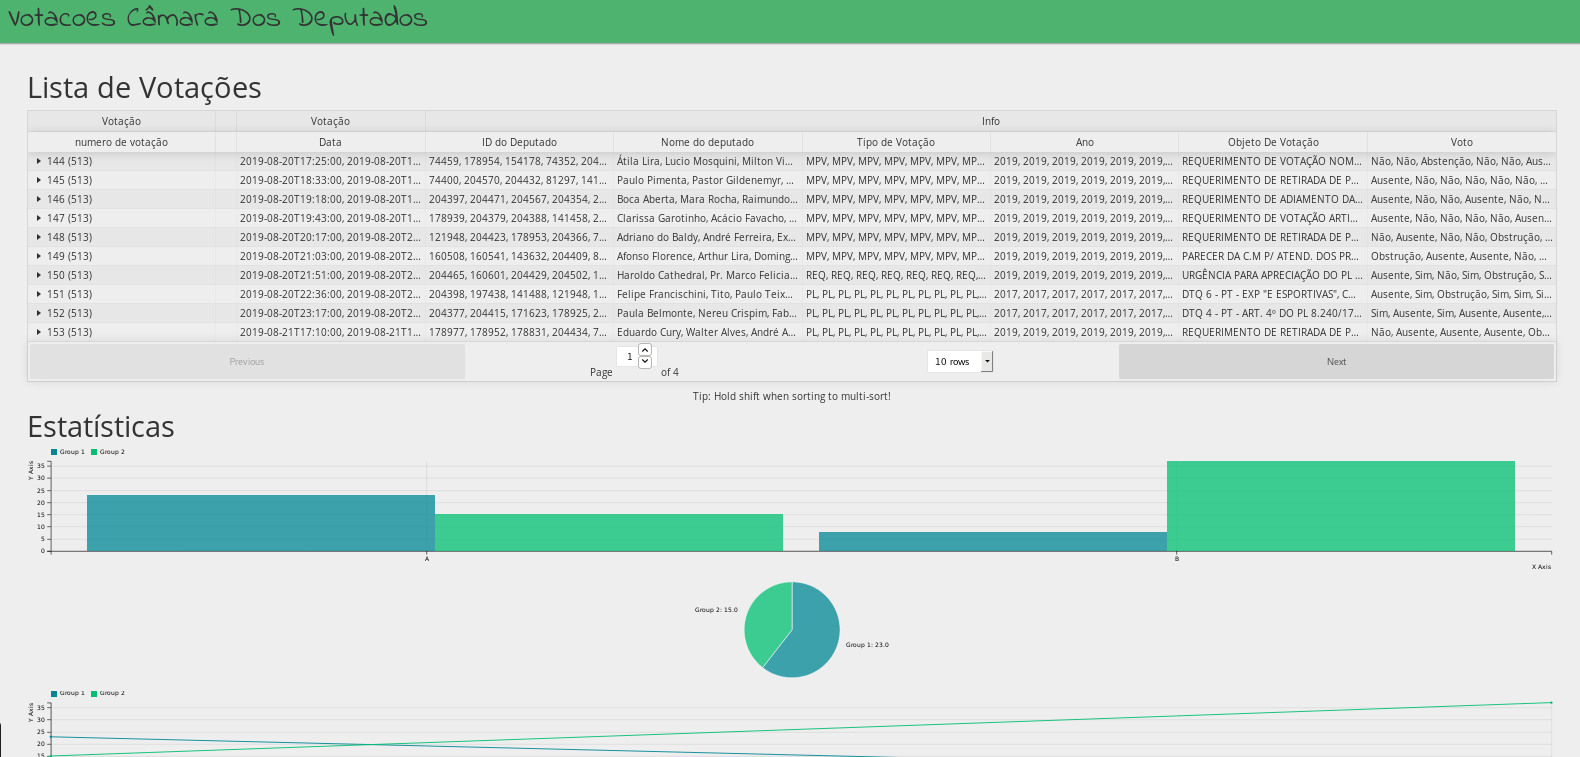 Votacoes Câmara Dos Deputados
Lista de Votações
Votação Votação Info
numero de votação Data ID do Deputado Nome do deputado Tipo de Votação Ano Objeto De Votação Voto
144 (513) 2019-08-20T17:25:00, 2019-08-20T1... 74459, 178954, 154178, 74352, 204... Átila Lira, Lucio Mosquini, Milton Vi... MPV, MPV, MPV, MPV, MPV, MPV, MP... 2019, 2019, 2019, 2019, 2019, 2019,... REQUERIMENTO DE VOTAÇÃO NOM... Não, Não, Abstenção, Não, Não, Aus...
145 (513) 2019-08-20T18:33:00, 2019-08-20T1... 74400, 204570, 204432, 81297, 141... Paulo Pimenta, Pastor Gildenemyr, ... MPV, MPV, MPV, MPV, MPV, MPV, MP... 2019, 2019, 2019, 2019, 2019, 2019,... REQUERIMENTO DE RETIRADA DE P... Ausente, Não, Não, Não, Não, Não, ...
146 (513) 2019-08-20T19:18:00, 2019-08-20T1... 204397, 204471, 204567, 204354, 2... Boca Aberta, Mara Rocha, Raimundo... MPV, MPV, MPV, MPV, MPV, MPV, MP... 2019, 2019, 2019, 2019, 2019, 2019,... REQUERIMENTO DE ADIAMENTO DA... Ausente, Não, Não, Ausente, Não, N...
147 (513) 2019-08-20T19:43:00, 2019-08-20T1... 178939, 204379, 204388, 141458, 2... Clarissa Garotinho, Acácio Favacho, ... MPV, MPV, MPV, MPV, MPV, MPV, MP... 2019, 2019, 2019, 2019, 2019, 2019,... REQUERIMENTO DE VOTAÇÃO ARTI... Ausente, Não, Não, Não, Não, Ausen...
148 (513) 2019-08-20T20:17:00, 2019-08-20T2... 121948, 204423, 178953, 204366, 7... Adriano do Baldy, André Ferreira, Ex... MPV, MPV, MPV, MPV, MPV, MPV, MP... 2019, 2019, 2019, 2019, 2019, 2019,... REQUERIMENTO DE RETIRADA DE P... Não, Ausente, Não, Não, Obstrução, ...
149 (513) 2019-08-20T21:03:00, 2019-08-20T2... 160508, 160541, 143632, 204409, 8... Afonso Florence, Arthur Lira, Doming... MPV, MPV, MPV, MPV, MPV, MPV, MP... 2019, 2019, 2019, 2019, 2019, 2019,... PARECER DA C.M P/ ATEND. DOS PR... Obstrução, Ausente, Ausente, Não, ...
150 (513) 2019-08-20T21:51:00, 2019-08-20T2... 204465, 160601, 204429, 204502, 1... Haroldo Cathedral, Pr. Marco Felicia... REQ, REQ, REQ, REQ, REQ, REQ, REQ,... 2019, 2019, 2019, 2019, 2019, 2019,... URGÊNCIA PARA APRECIAÇÃO DO PL ... Ausente, Sim, Não, Sim, Obstrução, S...
151 (513) 2019-08-20T22:36:00, 2019-08-20T2... 204398, 197438, 141488, 121948, 1... Felipe Francischini, Tito, Paulo Teix... PL, PL, PL, PL, PL, PL, PL, PL, PL, PL, PL,... 2017, 2017, 2017, 2017, 2017, 2017,... DTQ 6 - PT - EXP "E ESPORTIVAS", C... Ausente, Sim, Obstrução, Sim, Sim, Si...
152 (513) 2019-08-20T23:17:00, 2019-08-20T2... 204377, 204415, 171623, 178925, 2... Paula Belmonte, Nereu Crispim, Fab... PL, PL, PL, PL, PL, PL, PL, PL, PL, PL, PL,... 2017, 2017, 2017, 2017, 2017, 2017,... DTQ 4 - PT - ART. 4º DO PL 8.240/17... Sim, Ausente, Sim, Ausente, Ausente,...
153 (513) 2019-08-21T17:10:00, 2019-08-21T1... 178977, 178952, 178831, 204434, 7... Eduardo Cury, Walter Alves, André A... PL, PL, PL, PL, PL, PL, PL, PL, PL, PL, PL,... 2019, 2019, 2019, 2019, 2019, 2019,... REQUERIMENTO DE RETIRADA DE P... Não, Ausente, Ausente, Ausente, Ob...
Previous Page 1 of 4 10 rows Next
Tip: Hold shift when sorting to multi-sort!
Estatísticas
Group 1 Group 2
Y Axis
35
30
25
20
15
10
5
0
A B
X Axis
Group 2: 15.0
Group 1: 23.0
Group 1 Group 2
Y Axis
35
30
25
20
15